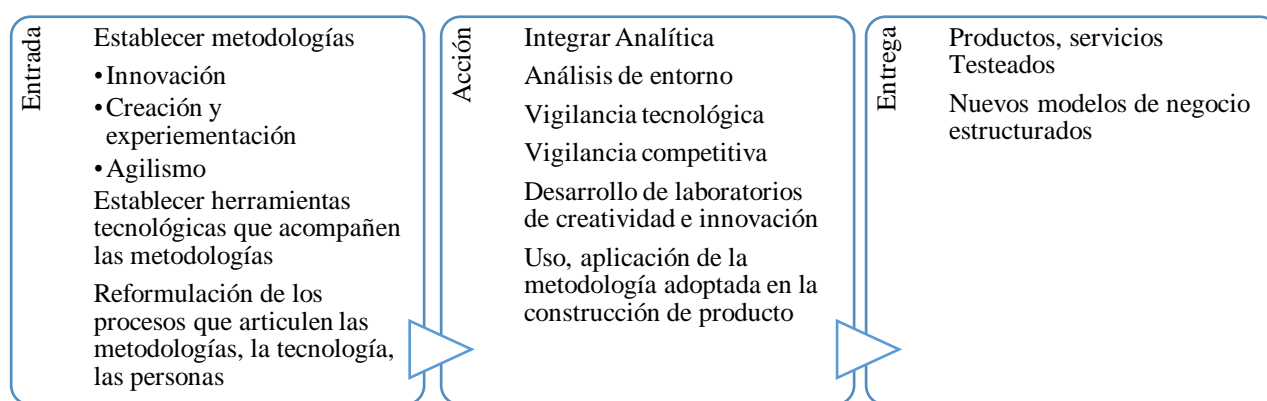 Entrada
Establecer metodologías
•Innovación
•Creación y
experiementación
•Agilismo
Establecer herramientas
tecnológicas que acompañen
las metodologías
Reformulación de los
procesos que articulen las
metodologías, la tecnología,
las personas
Acción
Integrar Analítica
Análisis de entorno
Vigilancia tecnológica
Vigilancia competitiva
Desarrollo de laboratorios
de creatividad e innovación
Uso, aplicación de la
metodología adoptada en la
construcción de producto
Entrega
Productos, servicios
Testeados
Nuevos modelos de negocio
estructurados